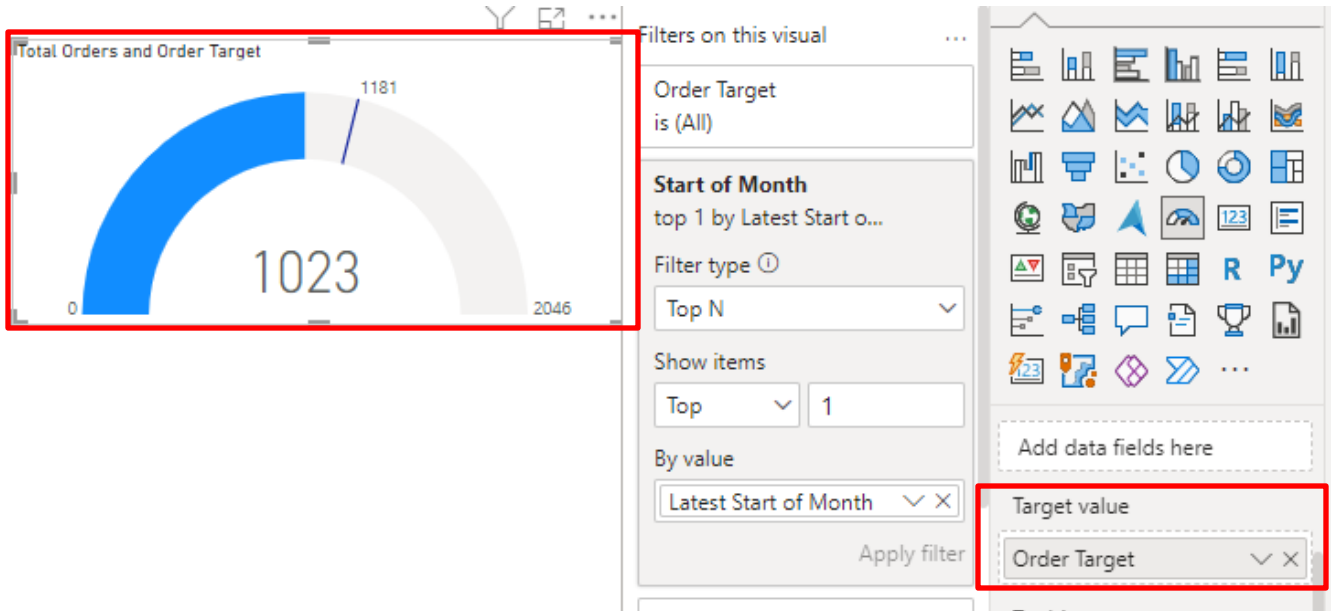 Total Orders and Order Target
1181
1023
0
2046
Filters on this visual
Order Target
is (All)
Start of Month
top 1 by Latest Start o...
Filter type
Top N
Show items
Top
1
By value
Latest Start of Month
Apply filter
123
R
Py
123
Add data fields here
Target value
Order Target